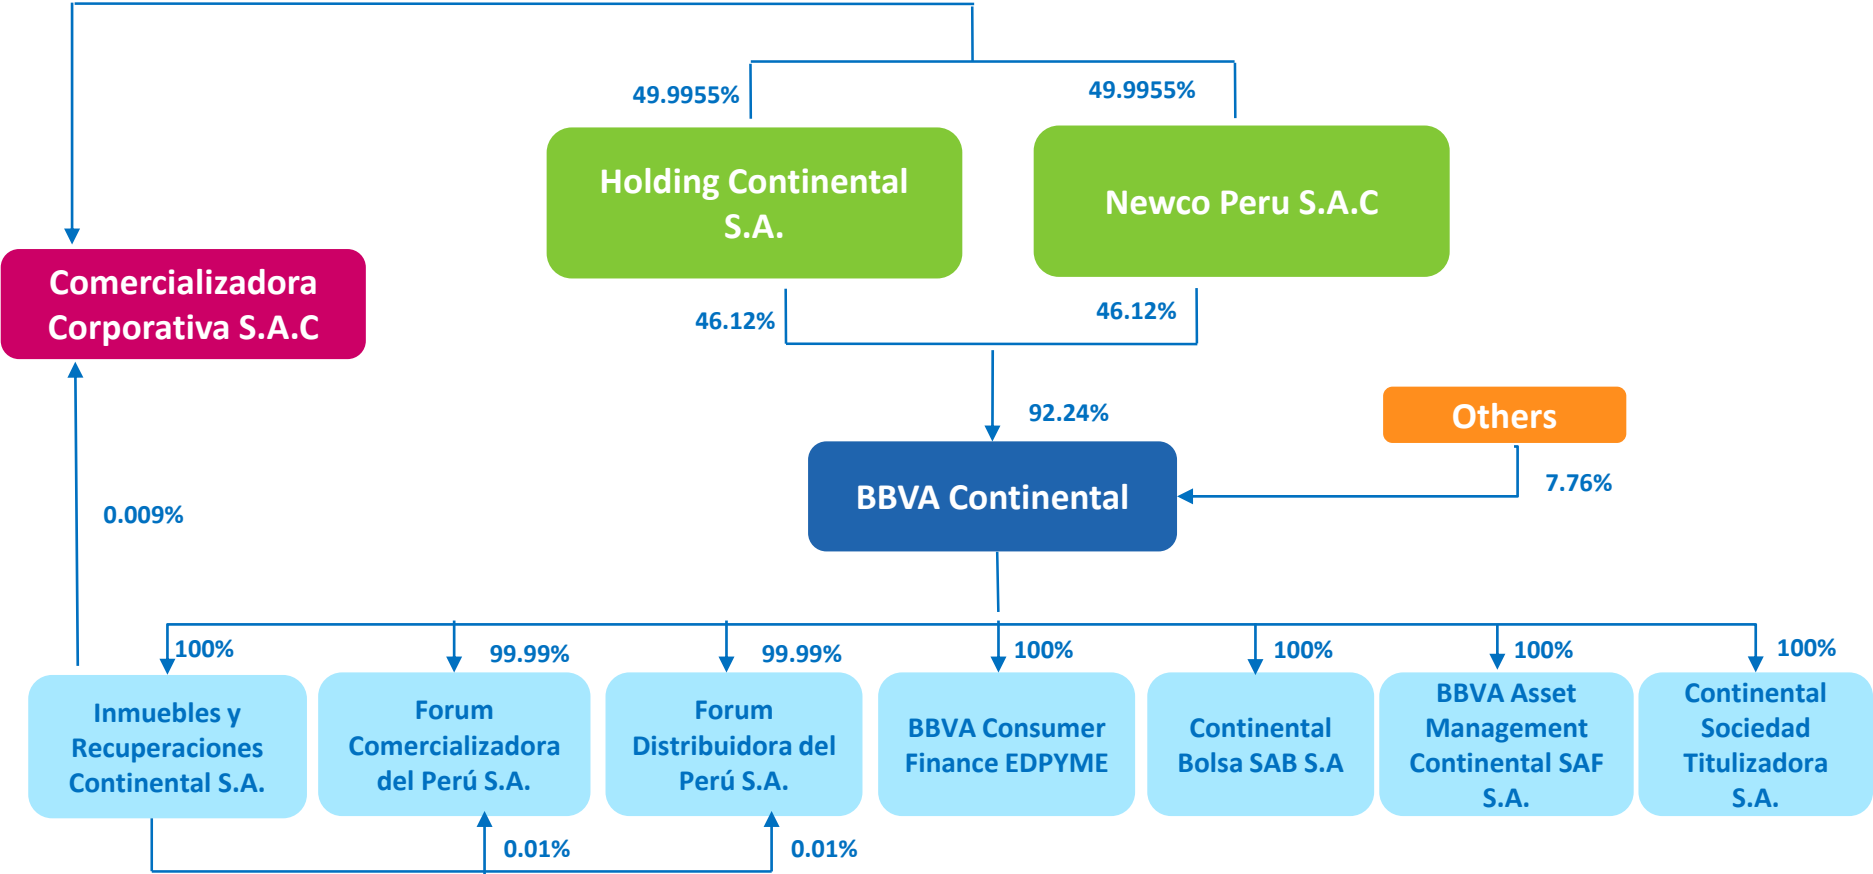 49.9955%
49.9955%
Holding Continental
S.A.
Newco Peru S.A.C
Comercializadora
Corporativa S.A.C
46.12%
46.12%
92.24%
Others
7.76%
BBVA Continental
0.009%
100%
99.99%
99.99%
100%
100%
100%
100%
Inmuebles y
Recuperaciones
Continental S.A.
Forum
Comercializadora
del Perú S.A.
Forum
Distribuidora del
Perú S.A.
BBVA Consumer
Finance EDPYME
Continental
Bolsa SAB S.A
BBVA Asset
Management
Continental SAF
S.A.
Continental
Sociedad
Titulizadora
S.A.
0.01%
0.01%